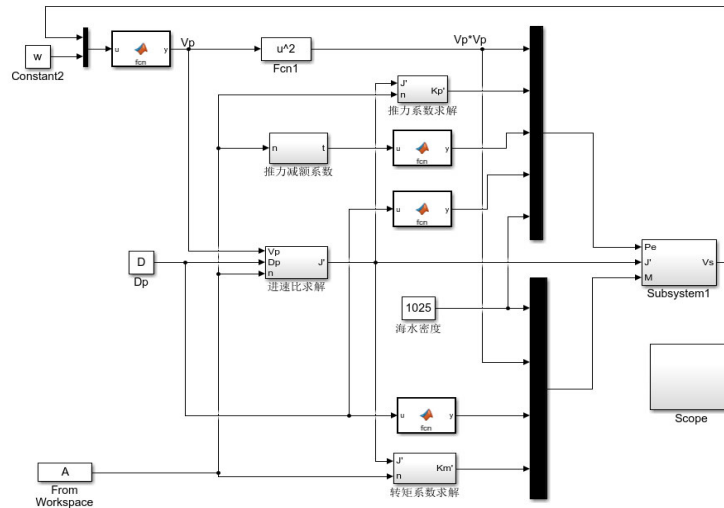 w
Constant2
u
y
fcn
Vp
u^2
Fcn1
Vp*Vp
J'
n
Kp'
推力系数求解
n
t
推力减额系数
u
y
fcn
u
y
fcn
D
Dp
Vp
Dp
n
J'
进速比求解
1025
海水密度
Pe
J'
M
Vs
Subsystem1
Scope
u
y
fcn
A
From
Workspace
J'
n
Km'
转矩系数求解